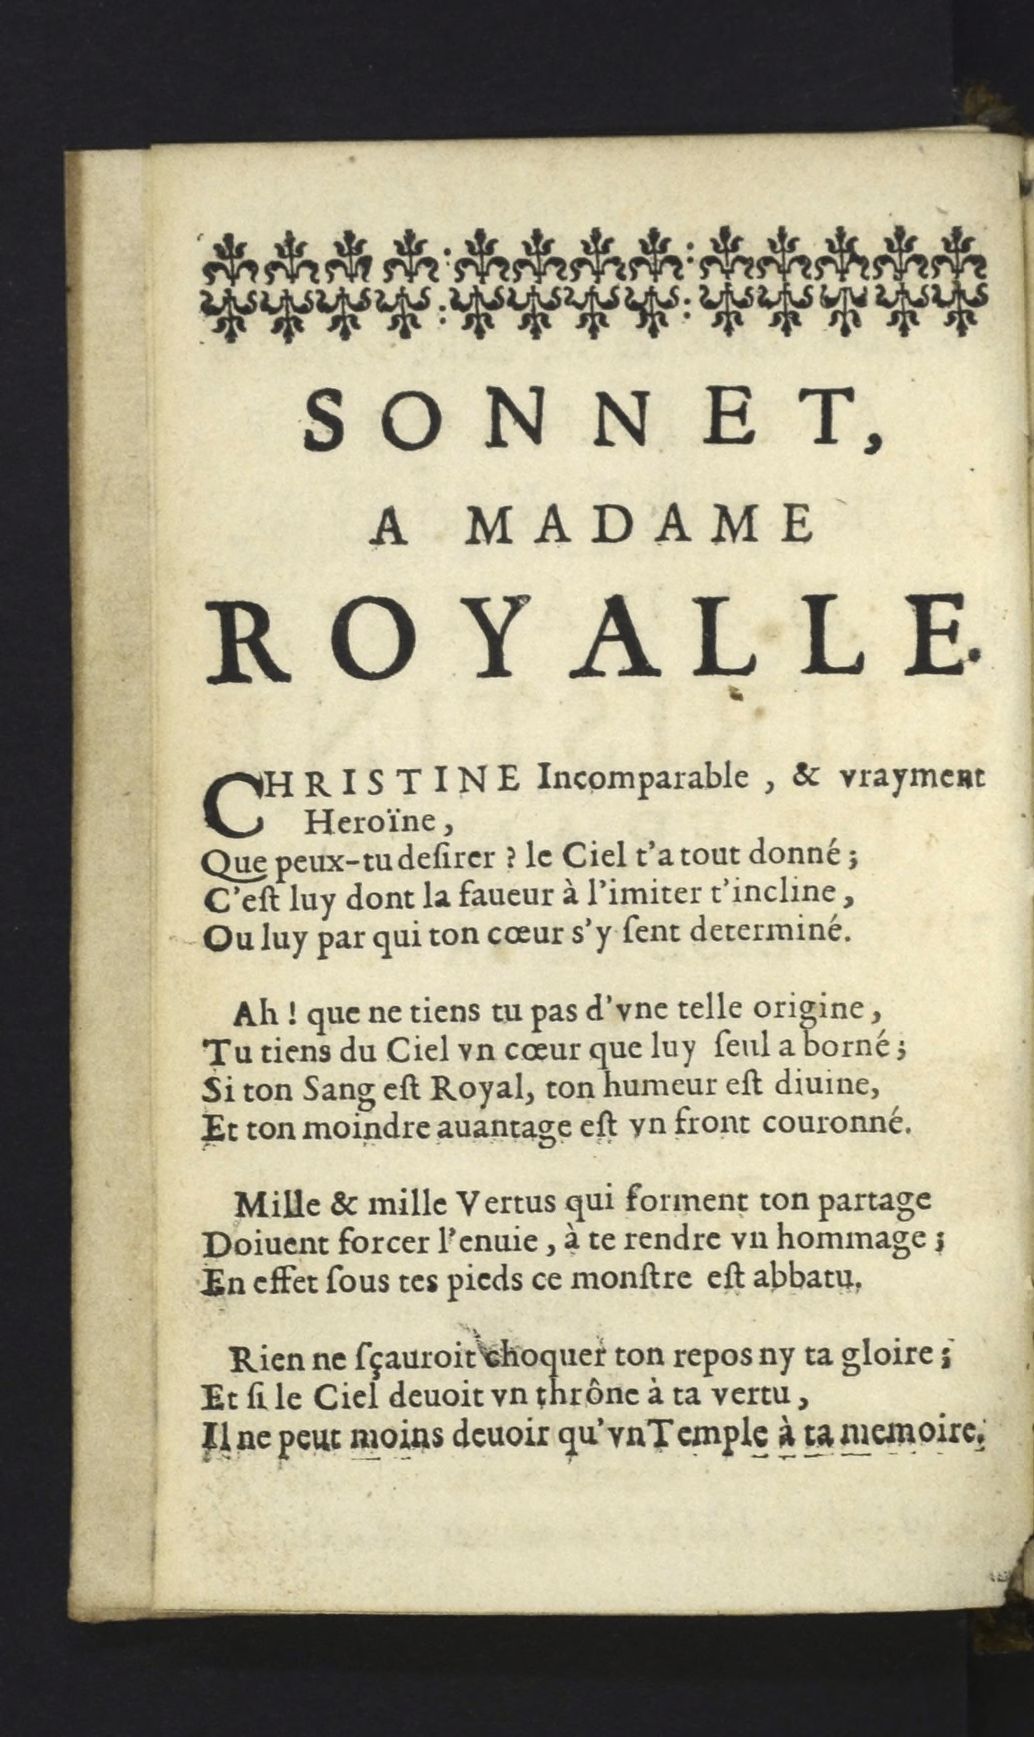 SONNET,
A MADAME
ROYALLE.
CHRISTINE Incomparable , & vrayment
Heroïne ,
Que peux-tu deſirer ? le Ciel t'a tout donné ;
C'eſt luy dont la faueur à l'imiter t'incline ,
Ou luy par qui ton cœur s'y ſent determiné.
Ah ! que ne tiens tu pas d'vne telle origine ,
Tu tiens du Ciel vn cœur que luy ſeul a borné ;
Si ton Sang eſt Royal, ton humeur eſt diuine,
Et ton moindre auantage eſt vn front couronné.
Mille & mille Vertus qui forment ton partage
Doiuent forcer l'enuie , à te rendre vn hommage ;
En effet ſous tes pieds ce monſtre eſt abbatu.
Rien ne ſçauroit choquer ton repos ny ta gloire ;
Et ſi le Ciel deuoit vn thrône à ta vertu ,
Il ne peut moins deuoir qu'vn Temple à ta memoire.